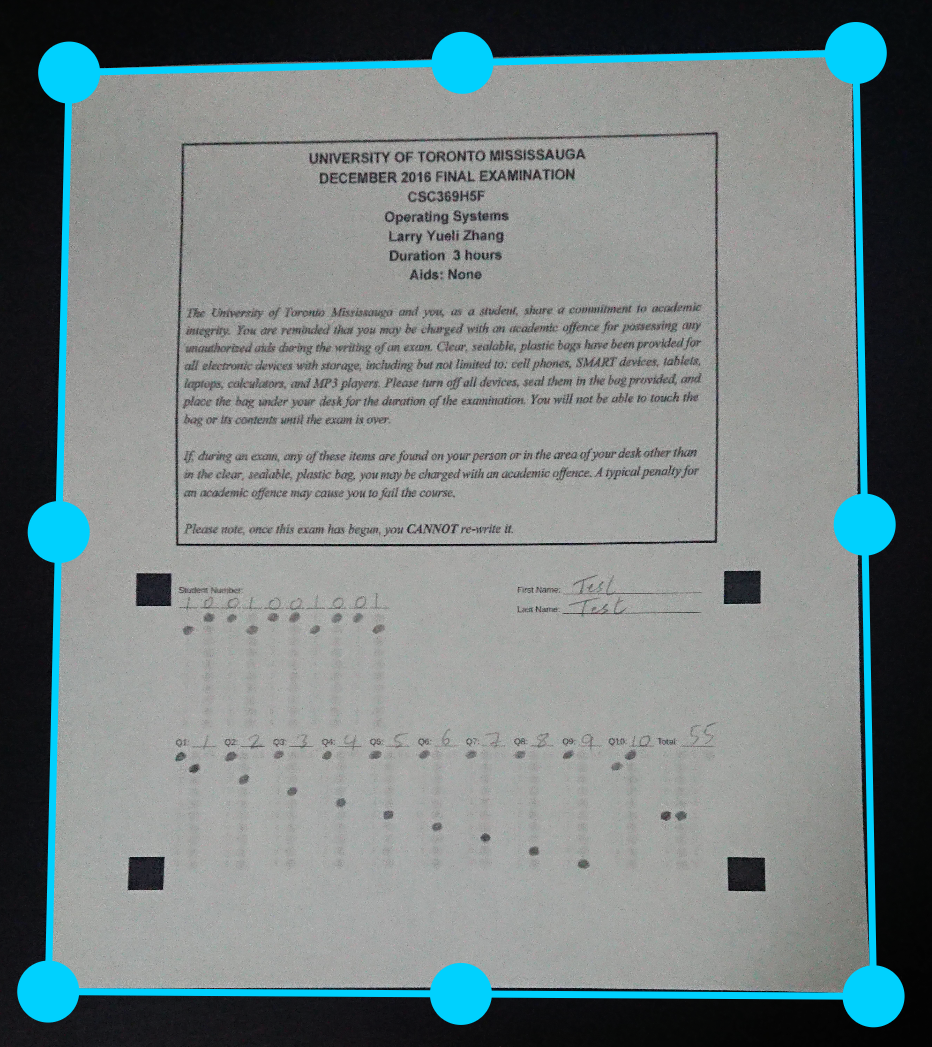 UNIVERSITY OF TORONTO MISSISSAUGA
DECEMBER 2016 FINAL EXAMINATION
CSC369H5F
Operating Systems
Larry Yueli Zhang
Duration 3 hours
Aids: None
The University of Toronto Mississauga and you, as a student, share a commitment to academic
integrity. You are reminded that you may be charged with an academic offence for possessing any
unauthorized aids during the writing of an exam. Clear, sealable, plastic bags have been provided for
all electronic devices with storage, including but not limited to: cell phones, SMART devices, tablets,
laptops, calculators, and MP3 players. Please turn off all devices, seal them in the bag provided, and
place the bag under your desk for the duration of the examination. You will not be able to touch the
bag or its contents until the exam is over.
If, during an exam, any of these items are found on your person or in the area of your desk other than
in the clear, sealable, plastic bag, you may be charged with an academic offence. A typical penalty for
an academic offence may cause you to fail the course.
Please note, once this exam has begun, you CANNOT re-write it.
Student Number:
1 0 0 1 0 0 1 0 0 1
First Name: Test
Last Name: Test
Q1: 1 Q2: 2 Q3: 3 Q4: 4 Q5: 5 Q6: 6 Q7: 7 Q8: 8 Q9: 9 Q10: 10 Total: 55